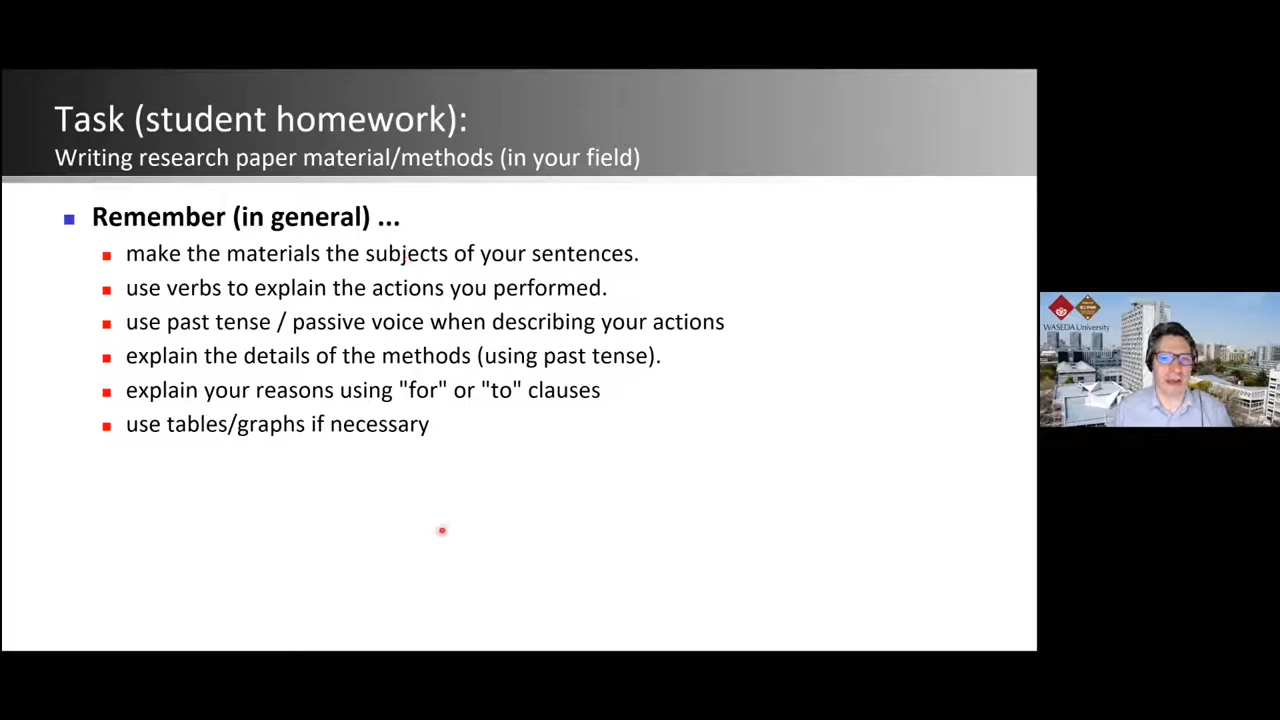 Task (student homework):
Writing research paper material/methods (in your field)
Remember (in general) ...
make the materials the subjects of your sentences.
use verbs to explain the actions you performed.
use past tense / passive voice when describing your actions
explain the details of the methods (using past tense).
explain your reasons using "for" or "to" clauses
use tables/graphs if necessary
WASEDA University